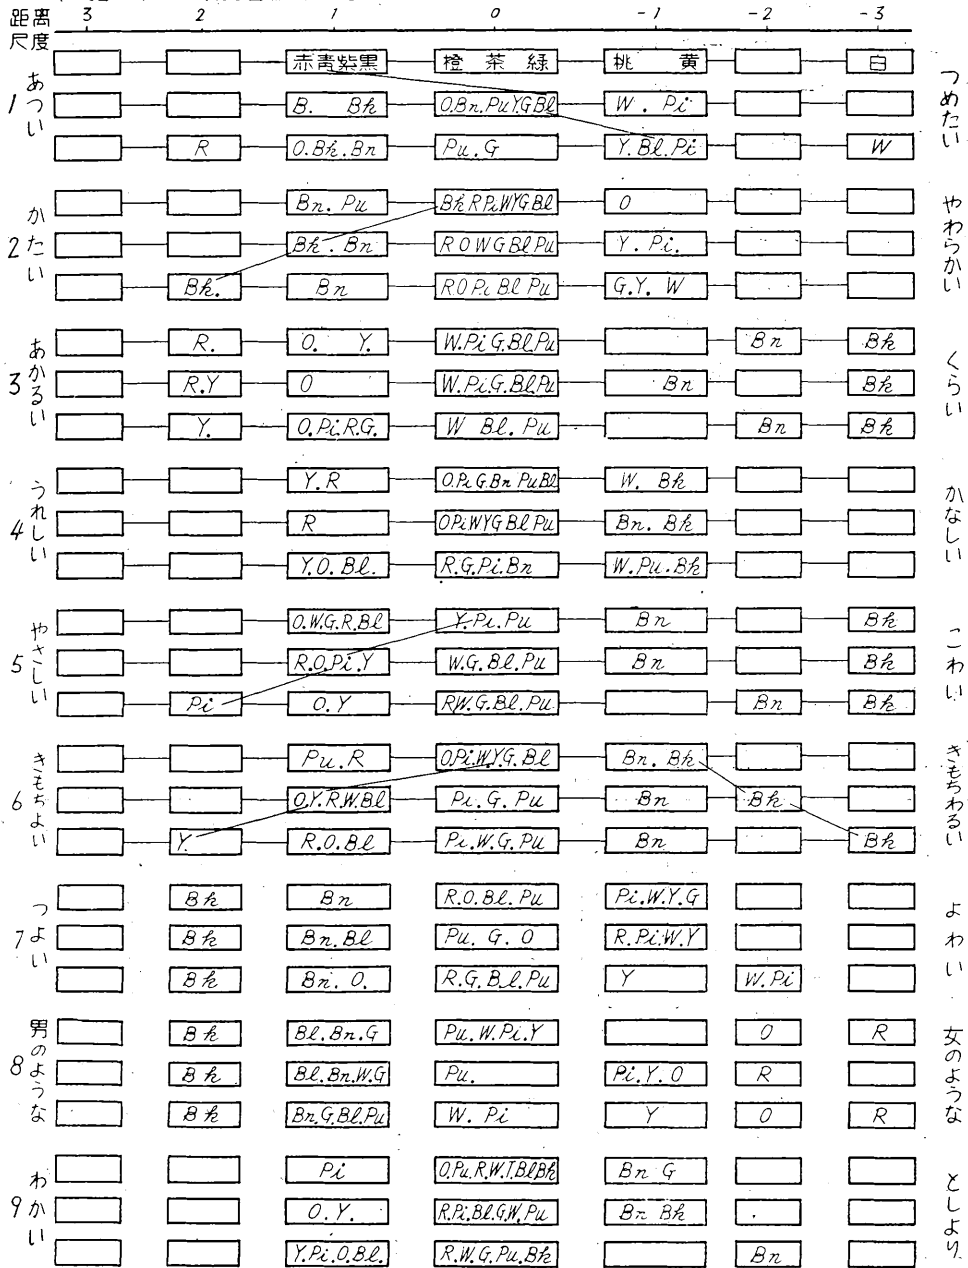 距離 3 2 1 0 -1 -2 -3
尺度
1 あつい つめたい
赤青紫黒 橙茶緑 桃黄 白
B. Bk O.Bn.Pu.Y.G.Bl W. Pi
R O.Bk.Bn Pu.G Y.Bl.Pi W
2 かたい やわらかい
Bn.Pu Bk R Pi W Y G.Bl O
Bk.Bn R O W G Bl Pu Y.Pi.
Bk. Bn R O Pi Bl Pu G.Y.W
3 あかるい くらい
R. O. Y. W.Pi G.Bl.Pu Bn Bk
R.Y O W.Pi.G.Bl.Pu Bn Bk
Y. O.Pi.R.G. W Bl.Pu Bn Bk
4 うれしい かなしい
Y.R O.Pi G.Bn Pu Bl W. Bk
R O Pi W Y G Bl Pu Bn. Bk
Y.O.Bl. R.G.Pi.Bn W.Pu.Bk
5 やさしい こわい
O.W.G.R.Bl Y.Pi.Pu Bn Bk
R.O.Pi.Y W.G.Bl.Pu Bn Bk
Pi O.Y R W.G.Bl.Pu. Bn Bk
6 きもちよい きもちわるい
Pu.R O.Pi.W.Y.G.Bl Bn.Bk
O.Y.R.W.Bl Pi.G.Pu Bn Bk
Y. R.O.Bl Pi.W.G.Pu Bn Bk
7 つよい よわい
Bk Bn R.O.Bl.Pu Pi.W.Y.G
Bk Bn.Bl Pu. G. O R.Pi.W.Y
Bk Bn.O. R.G.Bl.Pu Y W.Pi
8 男のような 女のような
Bk Bl.Bn.G Pu.W.Pi.Y O R
Bk Bl.Bn.W.G Pu. Pi.Y.O R
Bk Bn.G.Bl.Pu W. Pi Y O R
9 わかい としより
Pi O.Pu.R.W.T.Bl Bk Bn G
O.Y. R.Pi.Bl.G.W.Pu Bn Bk
Y.Pi.O.Bl. R.W.G.Pu.Bk Bn